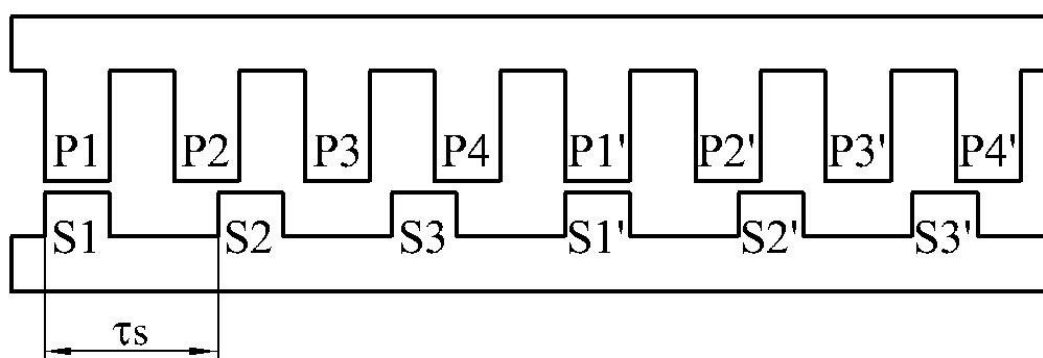 P1 P2 P3 P4 P1' P2' P3' P4'
S1 S2 S3 S1' S2' S3'
τs